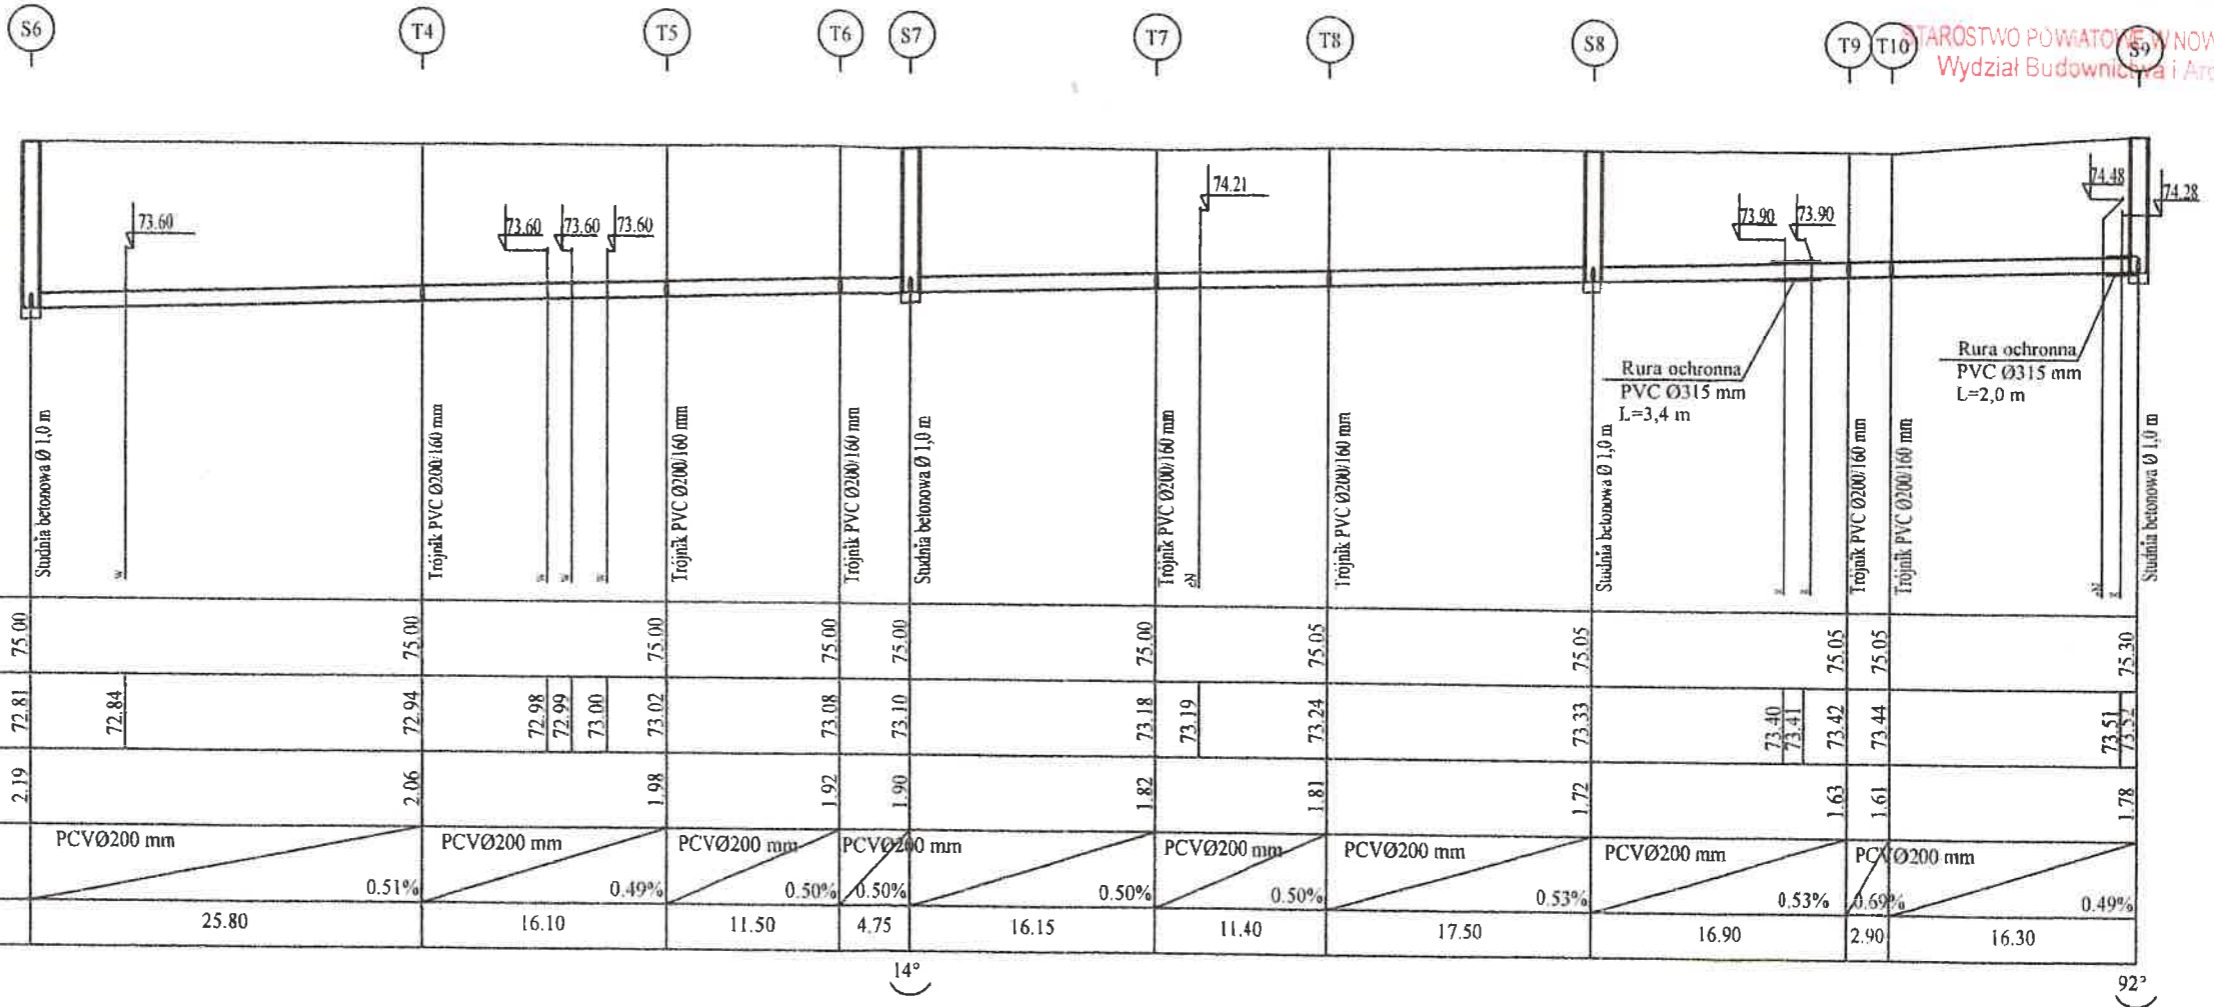 S6 T4 T5 T6 S7 T7 T8 S8 T9 T10 S9
STAROSTWO POWIATOWE W NOW
Wydział Budownictwa i Arc
73.60 73.60 73.60 73.60 74.21 73.90 73.90 74.48 74.28
Rura ochronna
PVC Ø315 mm
L=3,4 m
Rura ochronna
PVC Ø315 mm
L=2,0 m
Studnia betonowa Ø 1,0 m
w
Trójnik PVC Ø200/160 mm
w
w
w
Trójnik PVC Ø200/160 mm
Trójnik PVC Ø200/160 mm
Studnia betonowa Ø 1,0 m
Trójnik PVC Ø200/160 mm
eN
Trójnik PVC Ø200/160 mm
Studnia betonowa Ø 1,0 m
Trójnik PVC Ø200/160 mm
Trójnik PVC Ø200/160 mm
eN
Studnia betonowa Ø 1,0 m
75.00 75.00 75.00 75.00 75.00 75.00 75.05 75.05 75.05 75.05 75.30
72.81 72.84 72.94 72.98 72.99 73.00 73.02 73.08 73.10 73.18 73.19 73.24 73.33 73.40 73.41 73.42 73.44 73.51 73.52
2.19 2.06 1.98 1.92 1.90 1.82 1.81 1.72 1.63 1.61 1.78
PCVØ200 mm PCVØ200 mm PCVØ200 mm PCVØ200 mm PCVØ200 mm PCVØ200 mm PCVØ200 mm PCVØ200 mm
0.51% 0.49% 0.50% 0.50% 0.50% 0.50% 0.53% 0.53% 0.69% 0.49%
25.80 16.10 11.50 4.75 16.15 11.40 17.50 16.90 2.90 16.30
14° 92°